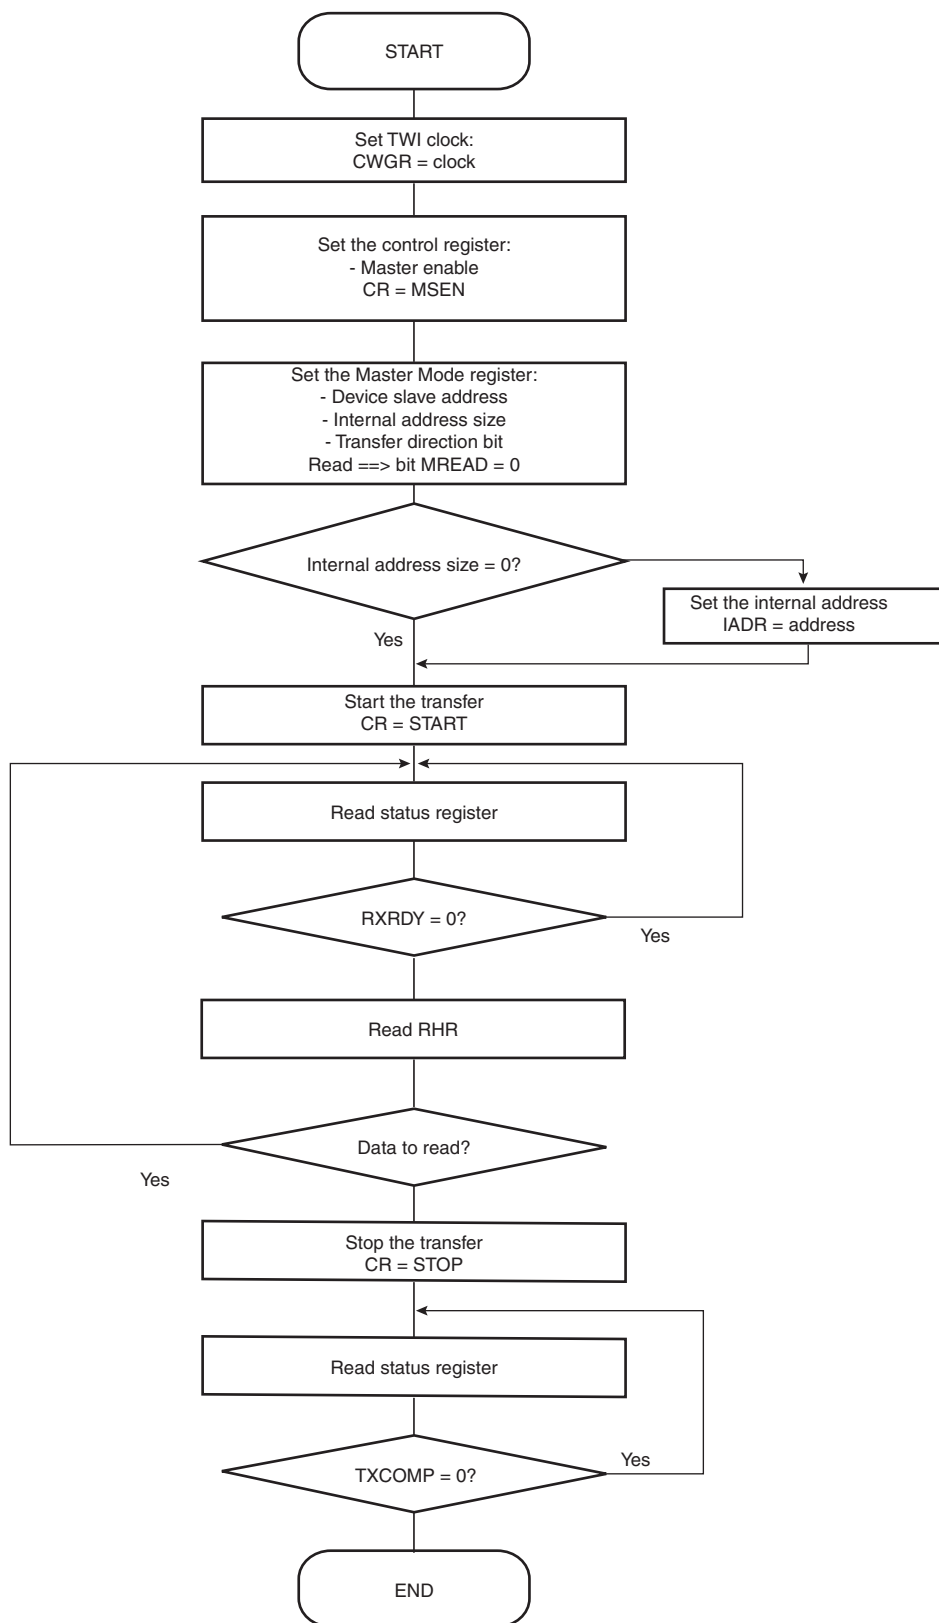 START
Set TWI clock:
CWGR = clock
Set the control register:
- Master enable
CR = MSEN
Set the Master Mode register:
- Device slave address
- Internal address size
- Transfer direction bit
Read ==> bit MREAD = 0
Internal address size = 0?
Set the internal address
IADR = address
Yes
Start the transfer
CR = START
Read status register
RXRDY = 0?
Yes
Read RHR
Data to read?
Yes
Stop the transfer
CR = STOP
Read status register
Yes
TXCOMP = 0?
END